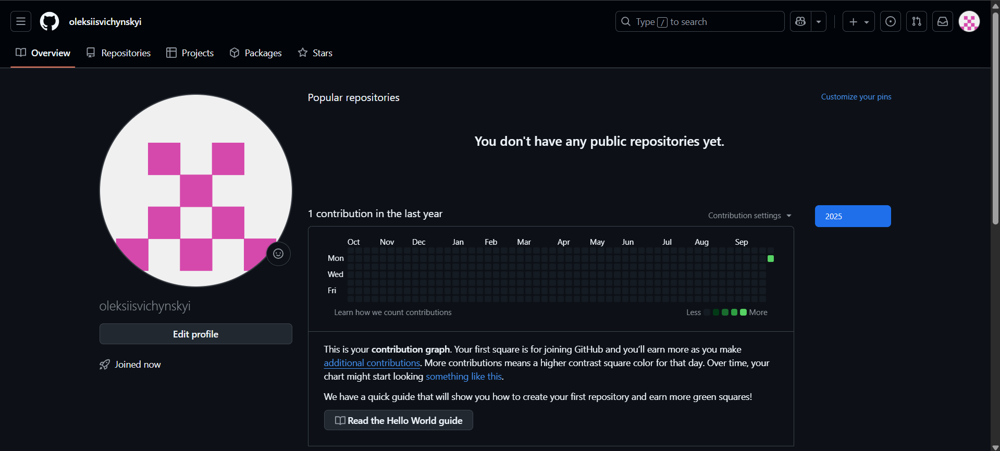 oleksiisvichynskyi
Type / to search
Overview Repositories Projects Packages Stars
Popular repositories
Customize your pins
You don't have any public repositories yet.
1 contribution in the last year
Contribution settings
2025
Oct Nov Dec Jan Feb Mar Apr May Jun Jul Aug Sep
Mon
Wed
Fri
Learn how we count contributions
Less More
oleksiisvichynskyi
Edit profile
Joined now
This is your contribution graph. Your first square is for joining GitHub and you’ll earn more as you make
additional contributions. More contributions means a higher contrast square color for that day. Over time, your
chart might start looking something like this.
We have a quick guide that will show you how to create your first repository and earn more green squares!
Read the Hello World guide